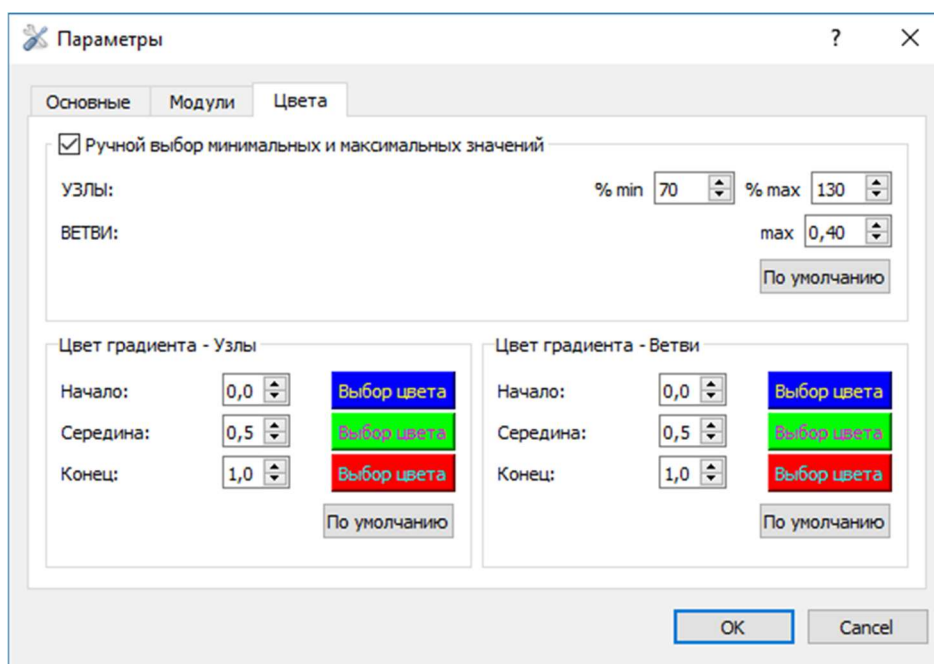 Параметры ?
Основные Модули Цвета
Ручной выбор минимальных и максимальных значений
УЗЛЫ: % min 70 % max 130
ВЕТВИ: max 0,40
По умолчанию
Цвет градиента - Узлы
Начало: 0,0 Выбор цвета
Середина: 0,5 Выбор цвета
Конец: 1,0 Выбор цвета
По умолчанию
Цвет градиента - Ветви
Начало: 0,0 Выбор цвета
Середина: 0,5 Выбор цвета
Конец: 1,0 Выбор цвета
По умолчанию
OK Cancel